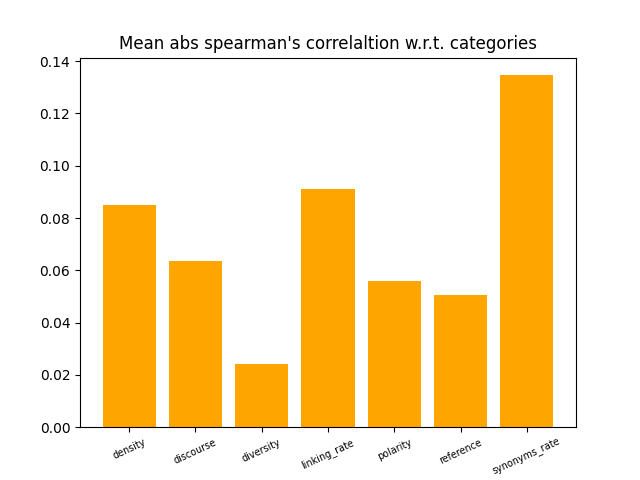 Mean abs spearman's correlaltion w.r.t. categories
0.14
0.12
0.10
0.08
0.06
0.04
0.02
0.00
density
discourse
diversity
linking_rate
polarity
reference
synonyms_rate